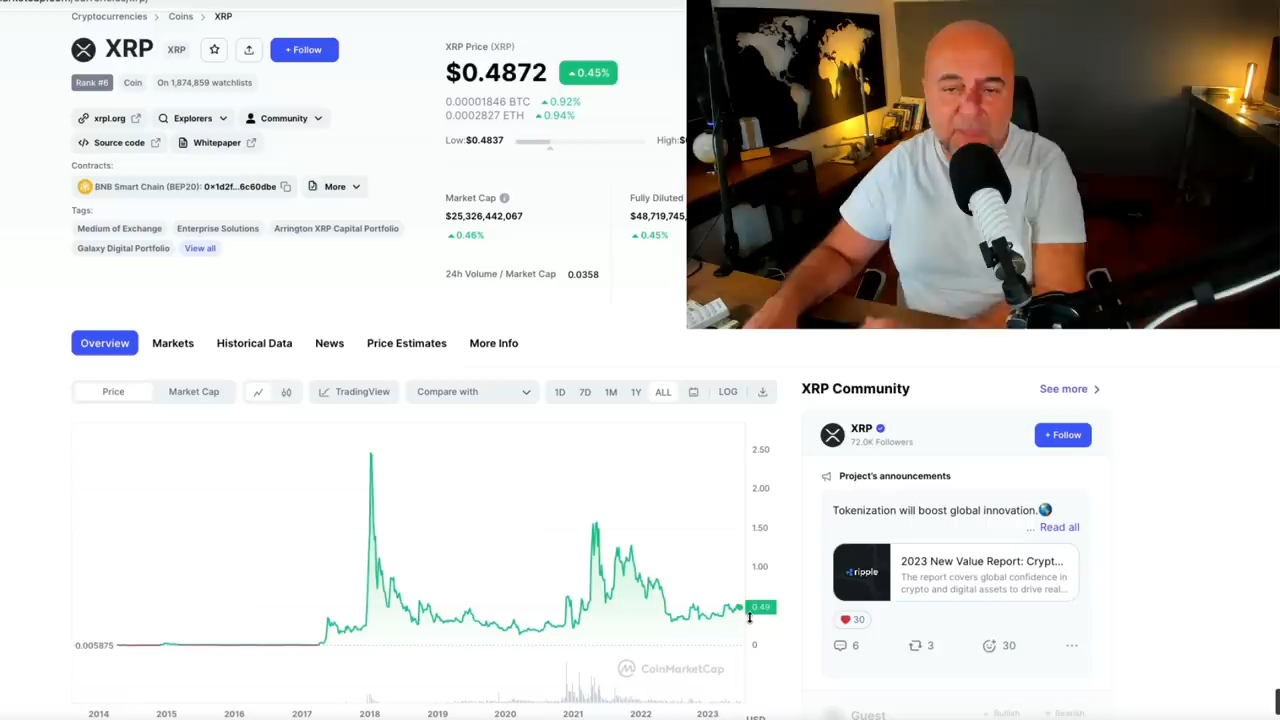 Cryptocurrencies > Coins > XRP
XRP XRP + Follow
Rank #6 Coin On 1,874,859 watchlists
xrpl.org Explorers Community
Source code Whitepaper
Contracts:
BNB Smart Chain (BEP20): 0x1d2f...6c60dbe More
Tags:
Medium of Exchange Enterprise Solutions Arrington XRP Capital Portfolio
Galaxy Digital Portfolio View all
XRP Price (XRP)
$0.4872 0.45%
0.00001846 BTC 0.92%
0.0002827 ETH 0.94%
Low:$0.4837 High:$
Market Cap Fully Diluted
$25,326,442,067 $48,719,745,
0.46% 0.45%
24h Volume / Market Cap 0.0358
Overview Markets Historical Data News Price Estimates More Info
Price Market Cap TradingView Compare with 1D 7D 1M 1Y ALL LOG
2.50
2.00
1.50
1.00
0.49
0
0.005875
CoinMarketCap
2014 2015 2016 2017 2018 2019 2020 2021 2022 2023
USD
XRP Community See more >
XRP + Follow
72.0K Followers
Project's announcements
Tokenization will boost global innovation.
... Read all
ripple
2023 New Value Report: Crypt...
The report covers global confidence in
crypto and digital assets to drive real...
30
6 3 30 ...
Guest Bullish Bearish